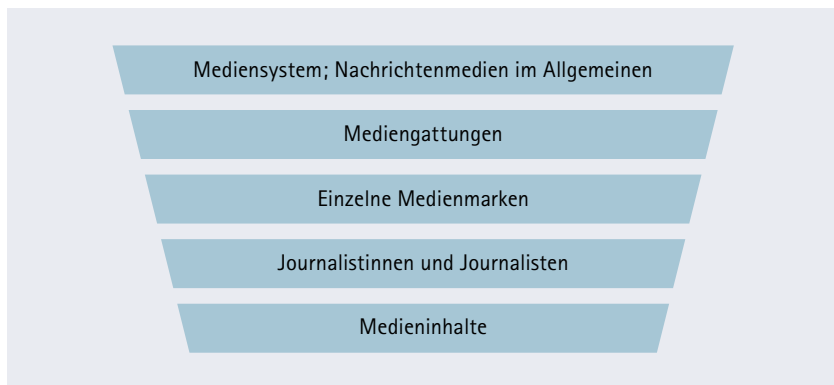 Mediensystem; Nachrichtenmedien im Allgemeinen
Mediengattungen
Einzelne Medienmarken
Journalistinnen und Journalisten
Medieninhalte